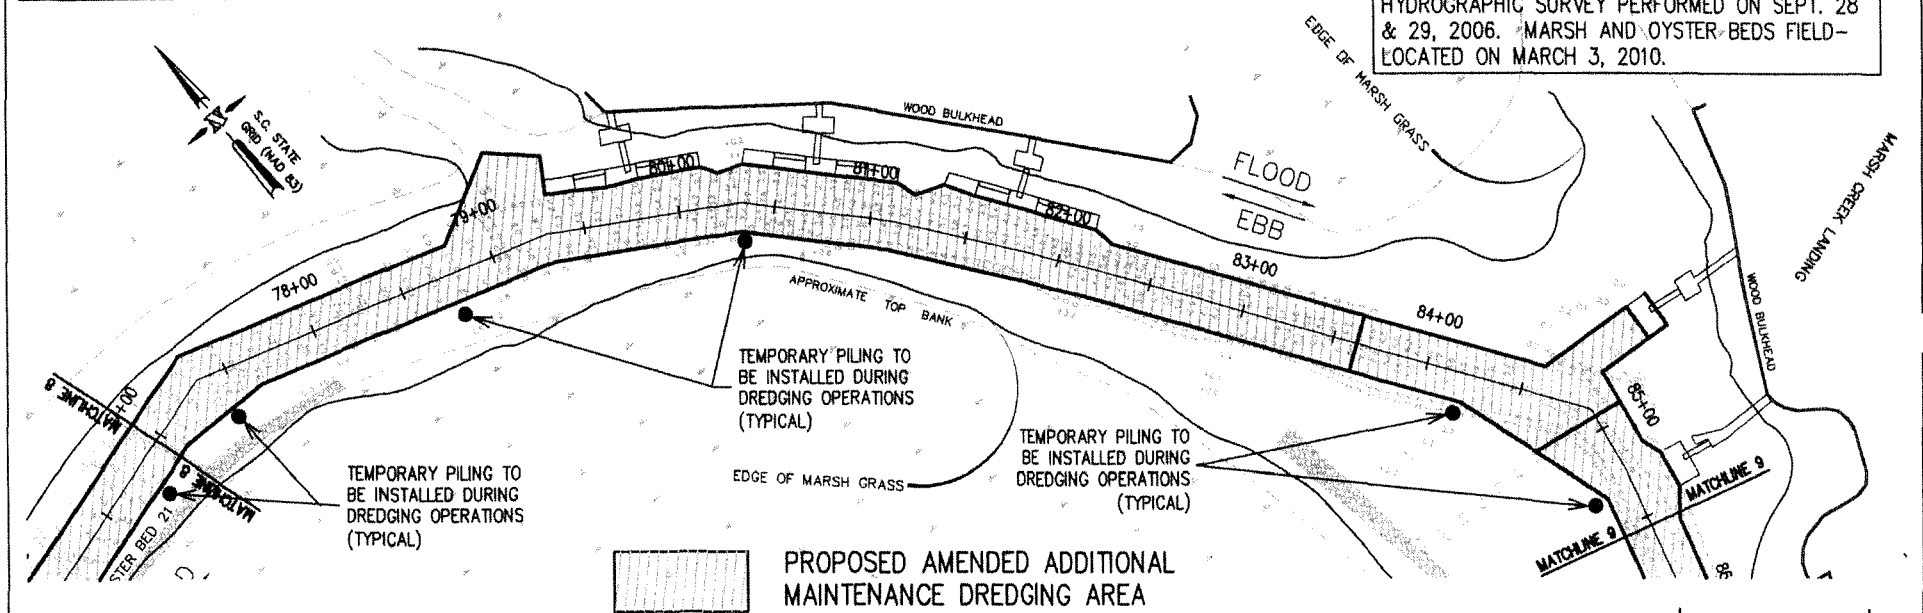 HYDROGRAPHIC SURVEY PERFORMED ON SEPT. 28
& 29, 2006. MARSH AND OYSTER BEDS FIELD-
LOCATED ON MARCH 3, 2010.
EDGE OF MARSH GRASS
S.C. STATE
GRID (NAD 83)
WOOD BULKHEAD
FLOOD
EBB
MARSH CREEK LANDING
WOOD BULKHEAD
78+00
79+00
80+00
81+00
82+00
83+00
84+00
85+00
APPROXIMATE TOP BANK
TEMPORARY PILING TO
BE INSTALLED DURING
DREDGING OPERATIONS
(TYPICAL)
MATCHLINE 8
MATCHLINE 8
+00
TEMPORARY PILING TO
BE INSTALLED DURING
DREDGING OPERATIONS
(TYPICAL)
EDGE OF MARSH GRASS
TEMPORARY PILING TO
BE INSTALLED DURING
DREDGING OPERATIONS
(TYPICAL)
MATCHLINE 9
MATCHLINE 9
STER BED 21
86
PROPOSED AMENDED ADDITIONAL
MAINTENANCE DREDGING AREA